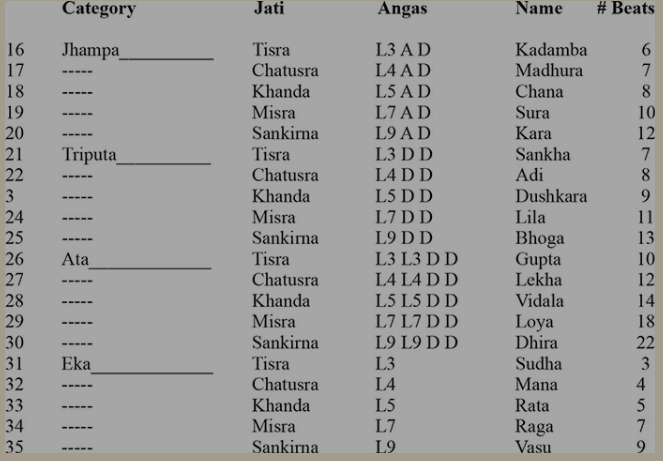 Category Jati Angas Name # Beats
16 Jhampa__________ Tisra L3 A D Kadamba 6
17 ----- Chatusra L4 A D Madhura 7
18 ----- Khanda L5 A D Chana 8
19 ----- Misra L7 A D Sura 10
20 ----- Sankirna L9 A D Kara 12
21 Triputa__________ Tisra L3 D D Sankha 7
22 ----- Chatusra L4 D D Adi 8
3 ----- Khanda L5 D D Dushkara 9
24 ----- Misra L7 D D Lila 11
25 ----- Sankirna L9 D D Bhoga 13
26 Ata_____________ Tisra L3 L3 D D Gupta 10
27 ----- Chatusra L4 L4 D D Lekha 12
28 ----- Khanda L5 L5 D D Vidala 14
29 ----- Misra L7 L7 D D Loya 18
30 ----- Sankirna L9 L9 D D Dhira 22
31 Eka_____________ Tisra L3 Sudha 3
32 ----- Chatusra L4 Mana 4
33 ----- Khanda L5 Rata 5
34 ----- Misra L7 Raga 7
35 ----- Sankirna L9 Vasu 9